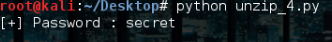 root@kali:~/Desktop# python unzip_4.py
[+] Password : secret